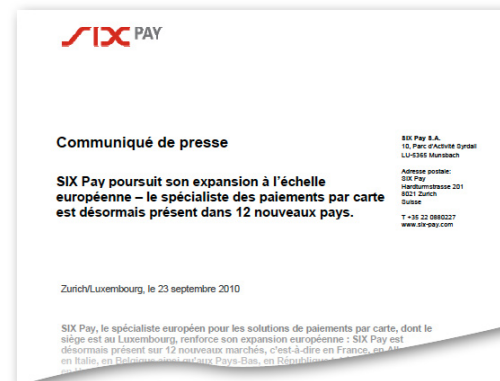 SIX PAY
Communiqué de presse
SIX Pay poursuit son expansion à l'échelle
européenne – le spécialiste des paiements par carte
est désormais présent dans 12 nouveaux pays.
SIX Pay S.A.
10, Parc d'Activité Syrdall
LU-5365 Munsbach
Adresse postale:
SIX Pay
Hardturmstrasse 201
8021 Zurich
Suisse
T +35 22 0880227
www.six-pay.com
Zurich/Luxembourg, le 23 septembre 2010
SIX Pay, le spécialiste européen pour les solutions de paiements par carte, dont le
siège est au Luxembourg, renforce son expansion européenne : SIX Pay est
désormais présent sur 12 nouveaux marchés, c'est-à-dire en France, en
en Italie, en Belgique ainsi qu'aux Pays-Bas, en République